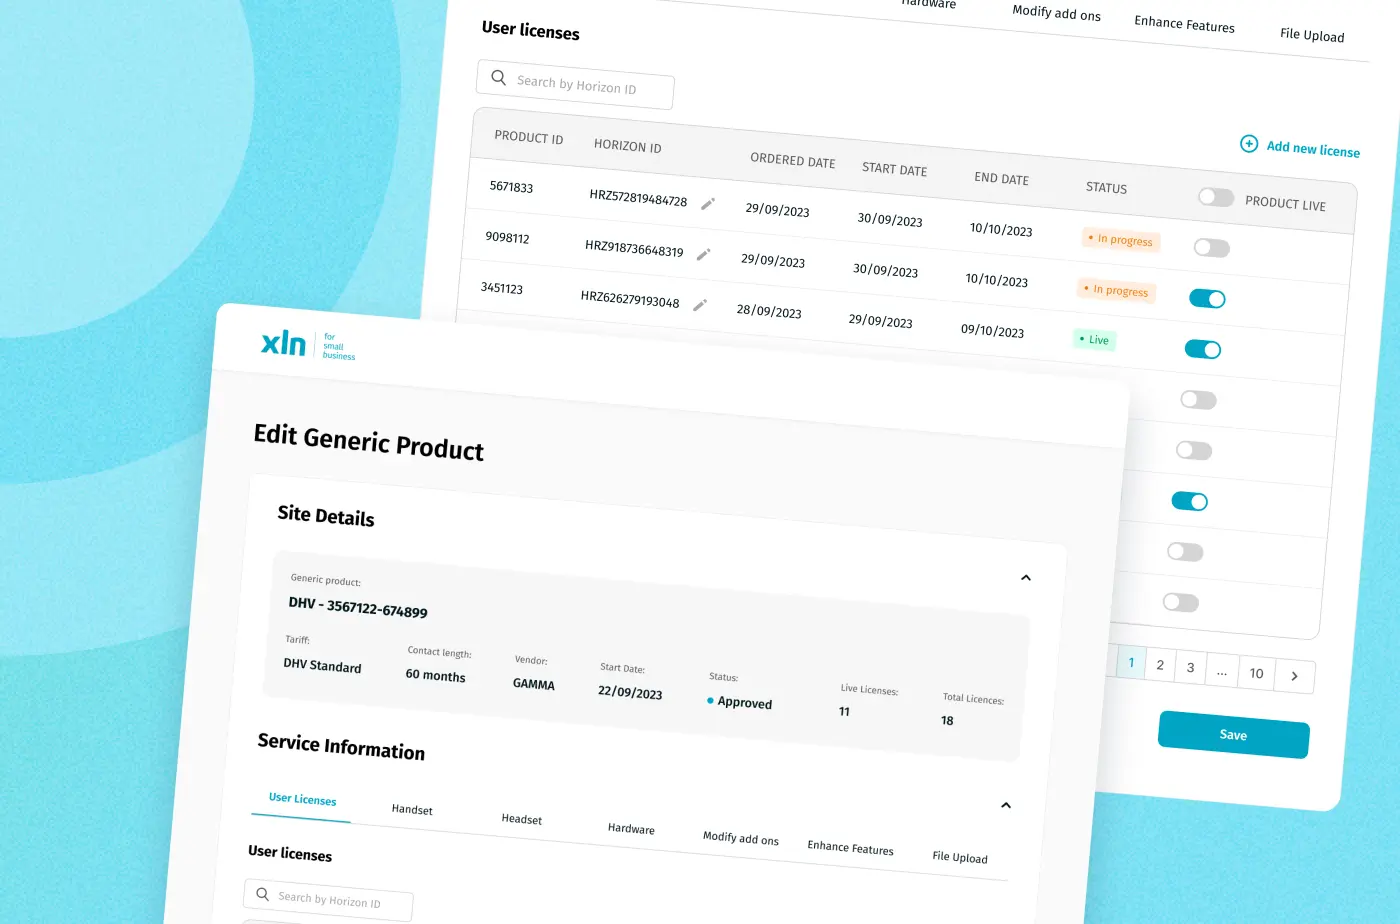 Hardware
Modify add ons
Enhance Features
File Upload
User licenses
Search by Horizon ID
Add new license
PRODUCT ID
HORIZON ID
ORDERED DATE
START DATE
END DATE
STATUS
PRODUCT LIVE
5671833
HRZ572819484728
29/09/2023
30/09/2023
10/10/2023
In progress
9098112
HRZ918736648319
29/09/2023
30/09/2023
10/10/2023
In progress
3451123
HRZ626279193048
28/09/2023
29/09/2023
09/10/2023
Live
1
2
3
...
10
Save
xln
for
small
business
Edit Generic Product
Site Details
Generic product:
DHV - 3567122-674899
Tariff:
DHV Standard
Contact length:
60 months
Vendor:
GAMMA
Start Date:
22/09/2023
Status:
Approved
Live Licenses:
11
Total Licences:
18
Service Information
User Licenses
Handset
Headset
Hardware
Modify add ons
Enhance Features
File Upload
User licenses
Search by Horizon ID